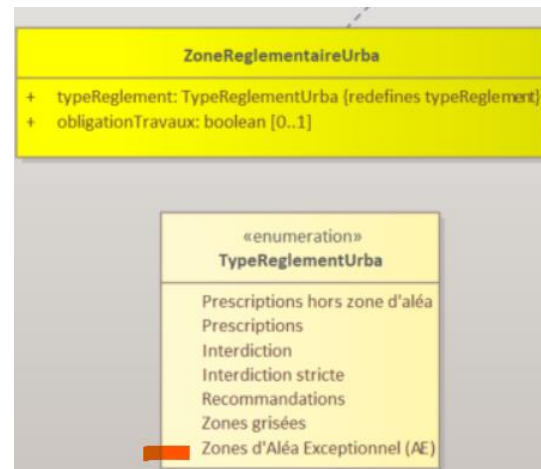 ZoneReglementaireUrba
+ typeReglement: TypeReglementUrba {redefines typeReglement}
+ obligationTravaux: boolean [0..1]
«enumeration»
TypeReglementUrba
Prescriptions hors zone d'aléa
Prescriptions
Interdiction
Interdiction stricte
Recommandations
Zones grisées
Zones d'Aléa Exceptionnel (AE)